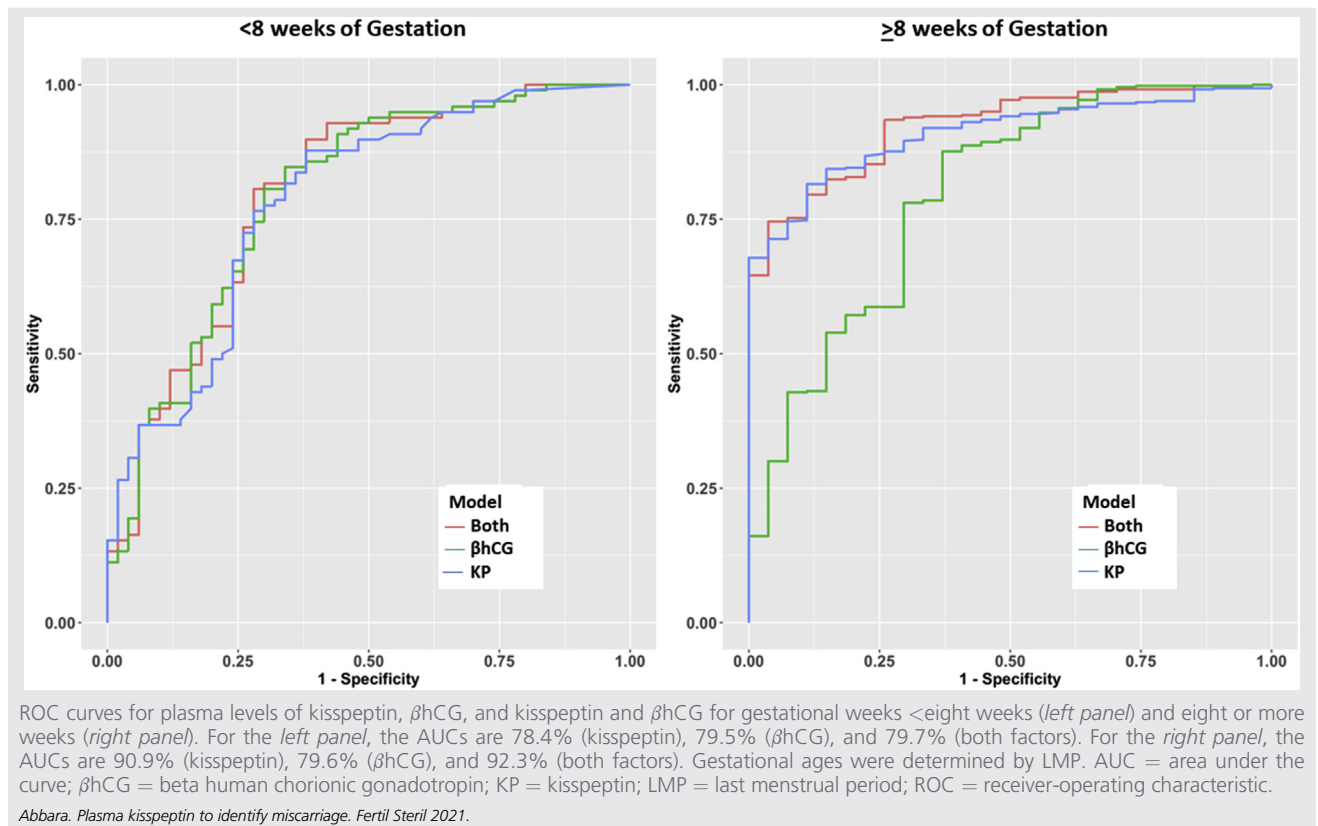 <8 weeks of Gestation
≥8 weeks of Gestation
1.00
0.75
0.50
0.25
0.00
Sensitivity
0.00 0.25 0.50 0.75 1.00
1 - Specificity
Model
Both
βhCG
KP
1.00
0.75
0.50
0.25
0.00
Sensitivity
0.00 0.25 0.50 0.75 1.00
1 - Specificity
Model
Both
βhCG
KP
ROC curves for plasma levels of kisspeptin, βhCG, and kisspeptin and βhCG for gestational weeks <eight weeks (left panel) and eight or more
weeks (right panel). For the left panel, the AUCs are 78.4% (kisspeptin), 79.5% (βhCG), and 79.7% (both factors). For the right panel, the
AUCs are 90.9% (kisspeptin), 79.6% (βhCG), and 92.3% (both factors). Gestational ages were determined by LMP. AUC = area under the
curve; βhCG = beta human chorionic gonadotropin; KP = kisspeptin; LMP = last menstrual period; ROC = receiver-operating characteristic.
Abbara. Plasma kisspeptin to identify miscarriage. Fertil Steril 2021.